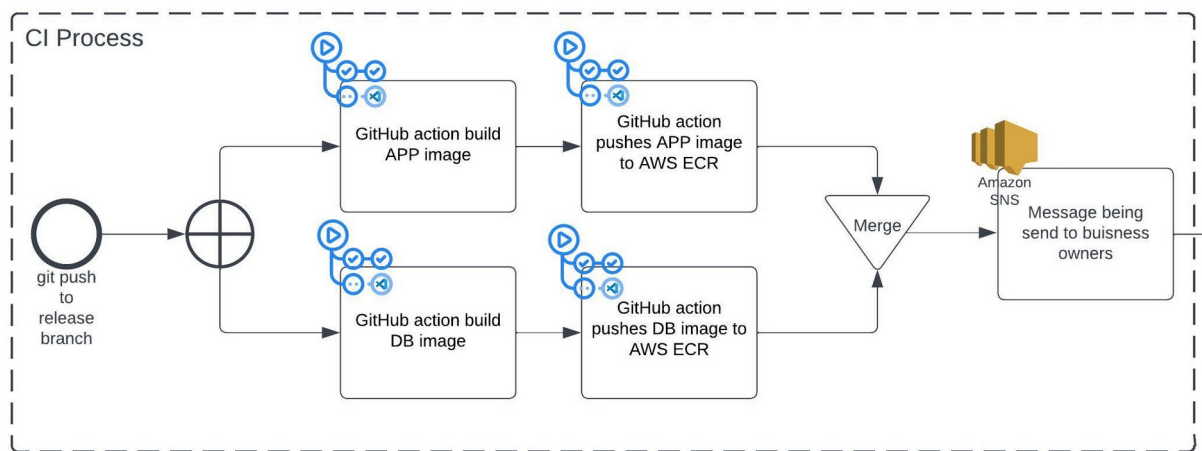 CI Process
git push
to
release
branch
GitHub action build
APP image
GitHub action
pushes APP image
to AWS ECR
GitHub action build
DB image
GitHub action
pushes DB image to
AWS ECR
Merge
Amazon
SNS
Message being
send to buisness
owners